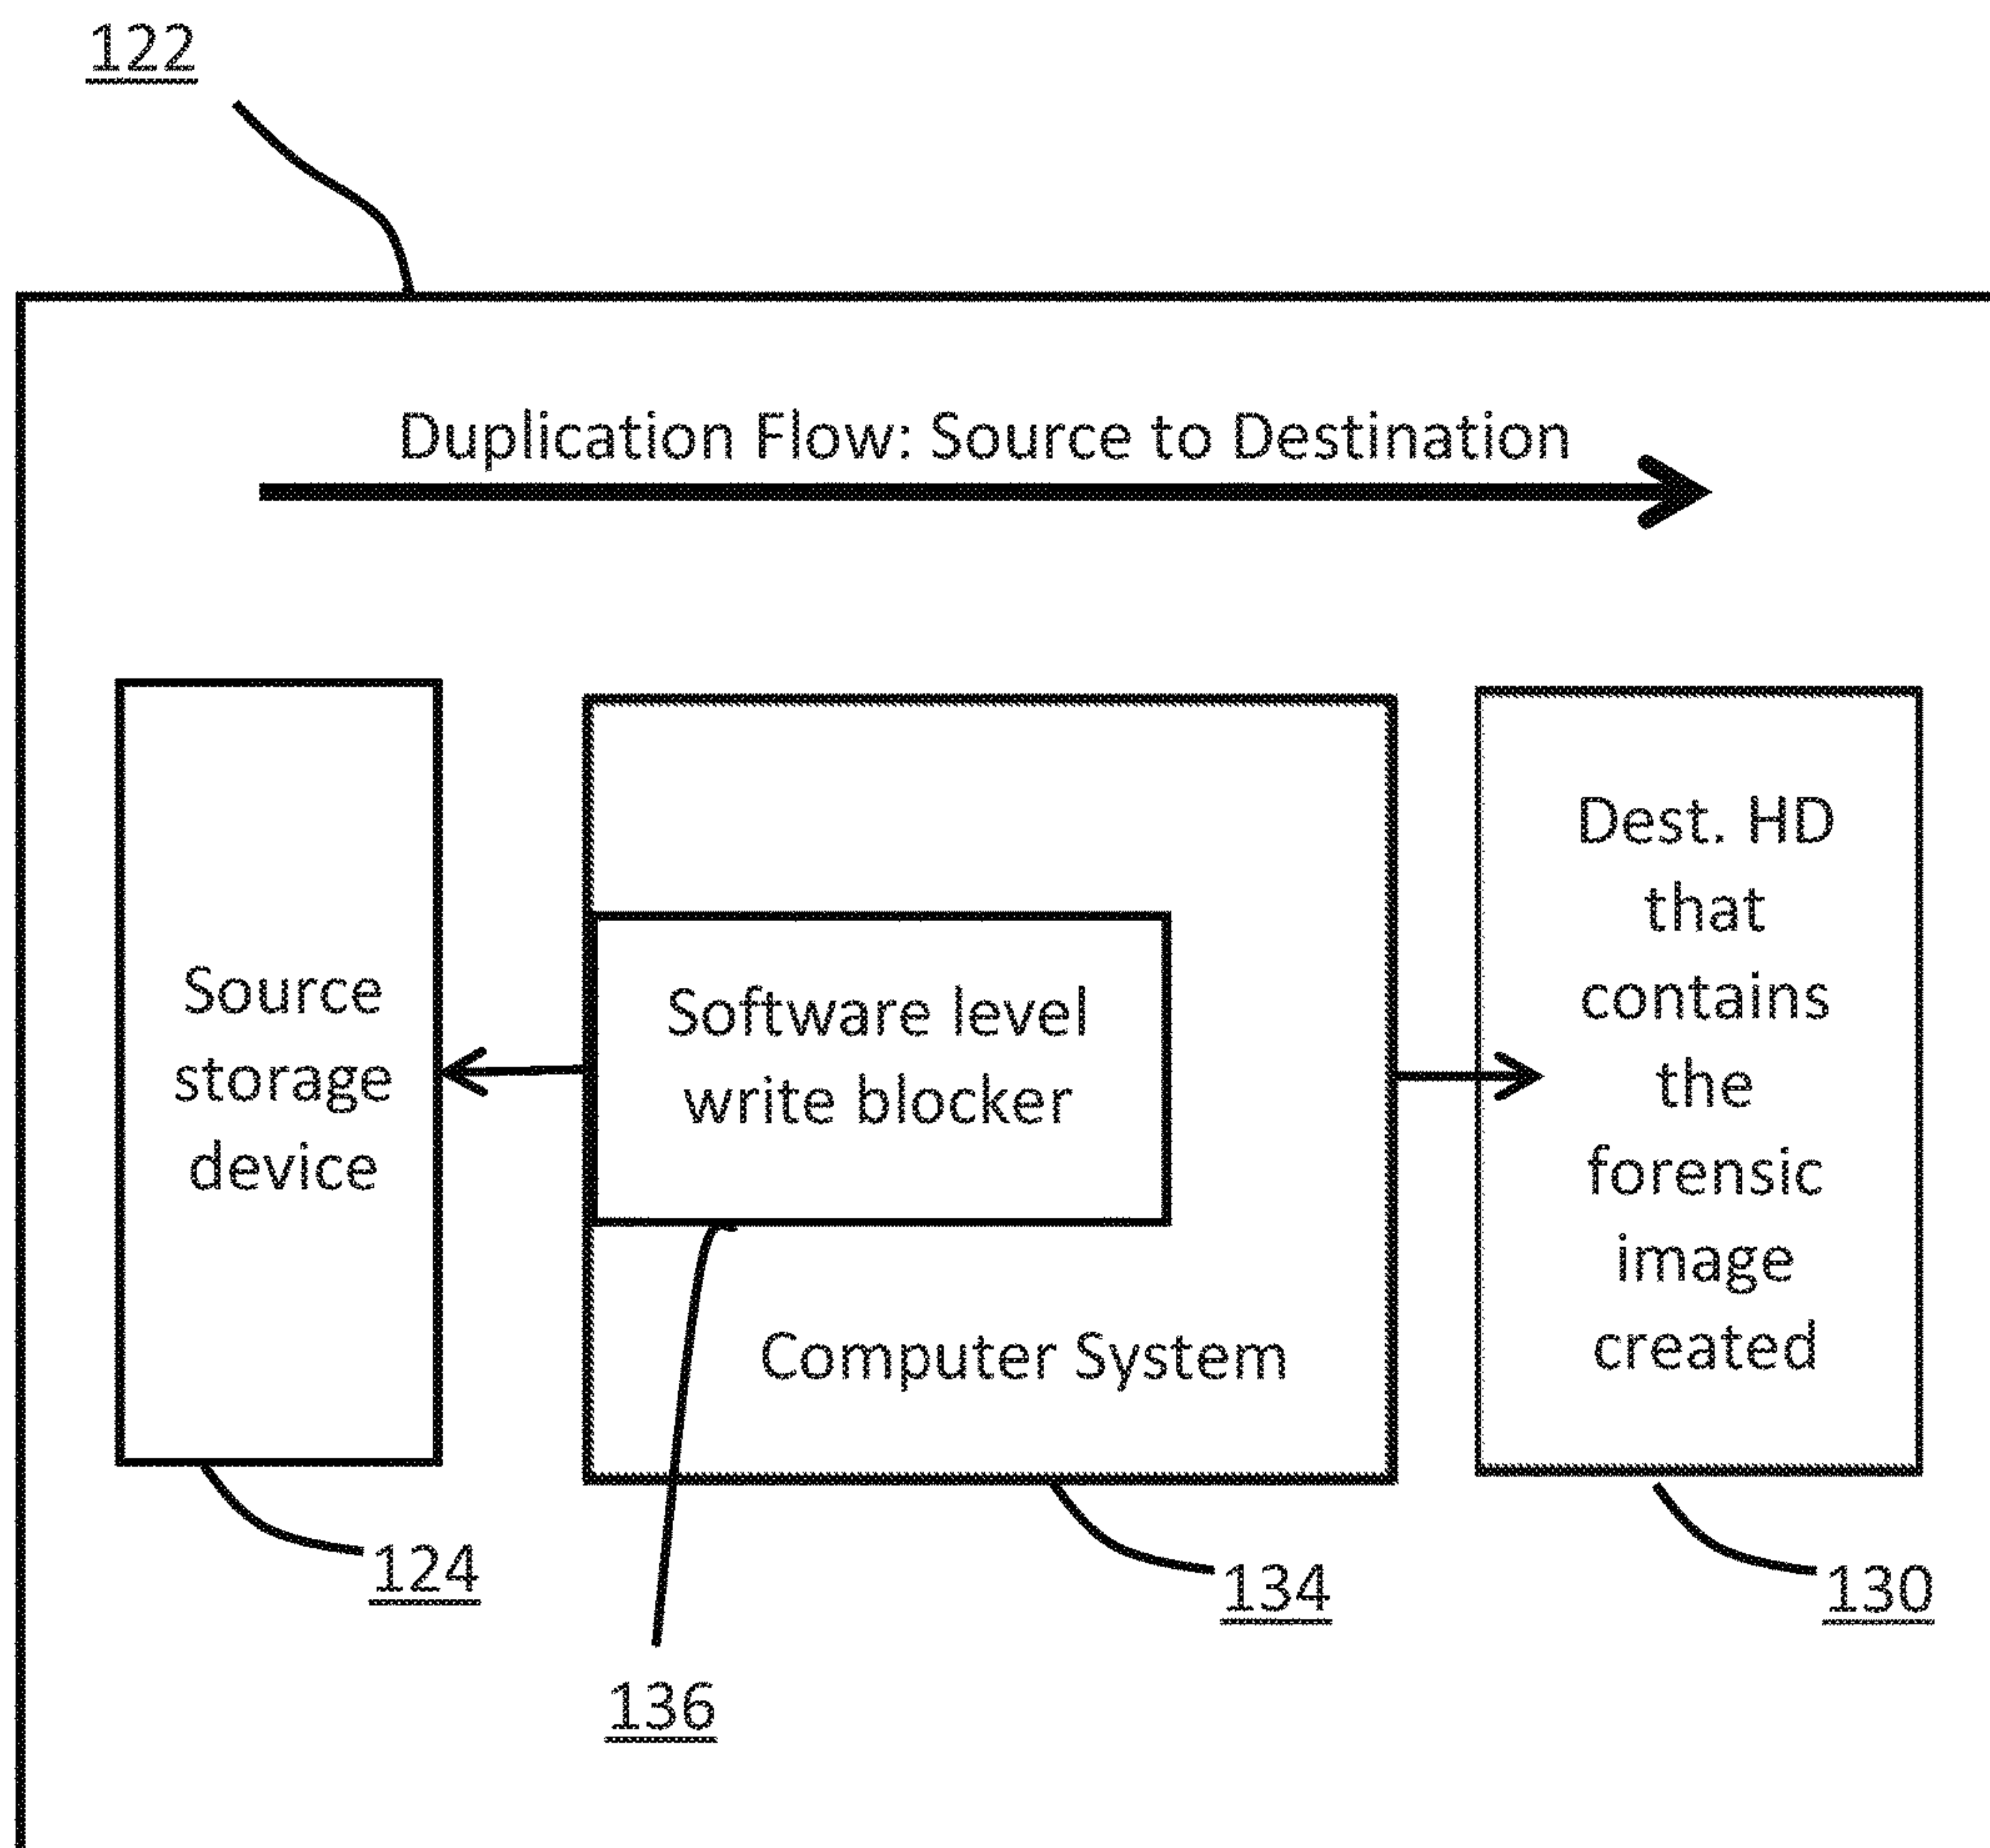 122
Duplication Flow: Source to Destination
Source
storage
device
Software level
write blocker
Computer System
Dest. HD
that
contains
the
forensic
image
created
124
134
130
136